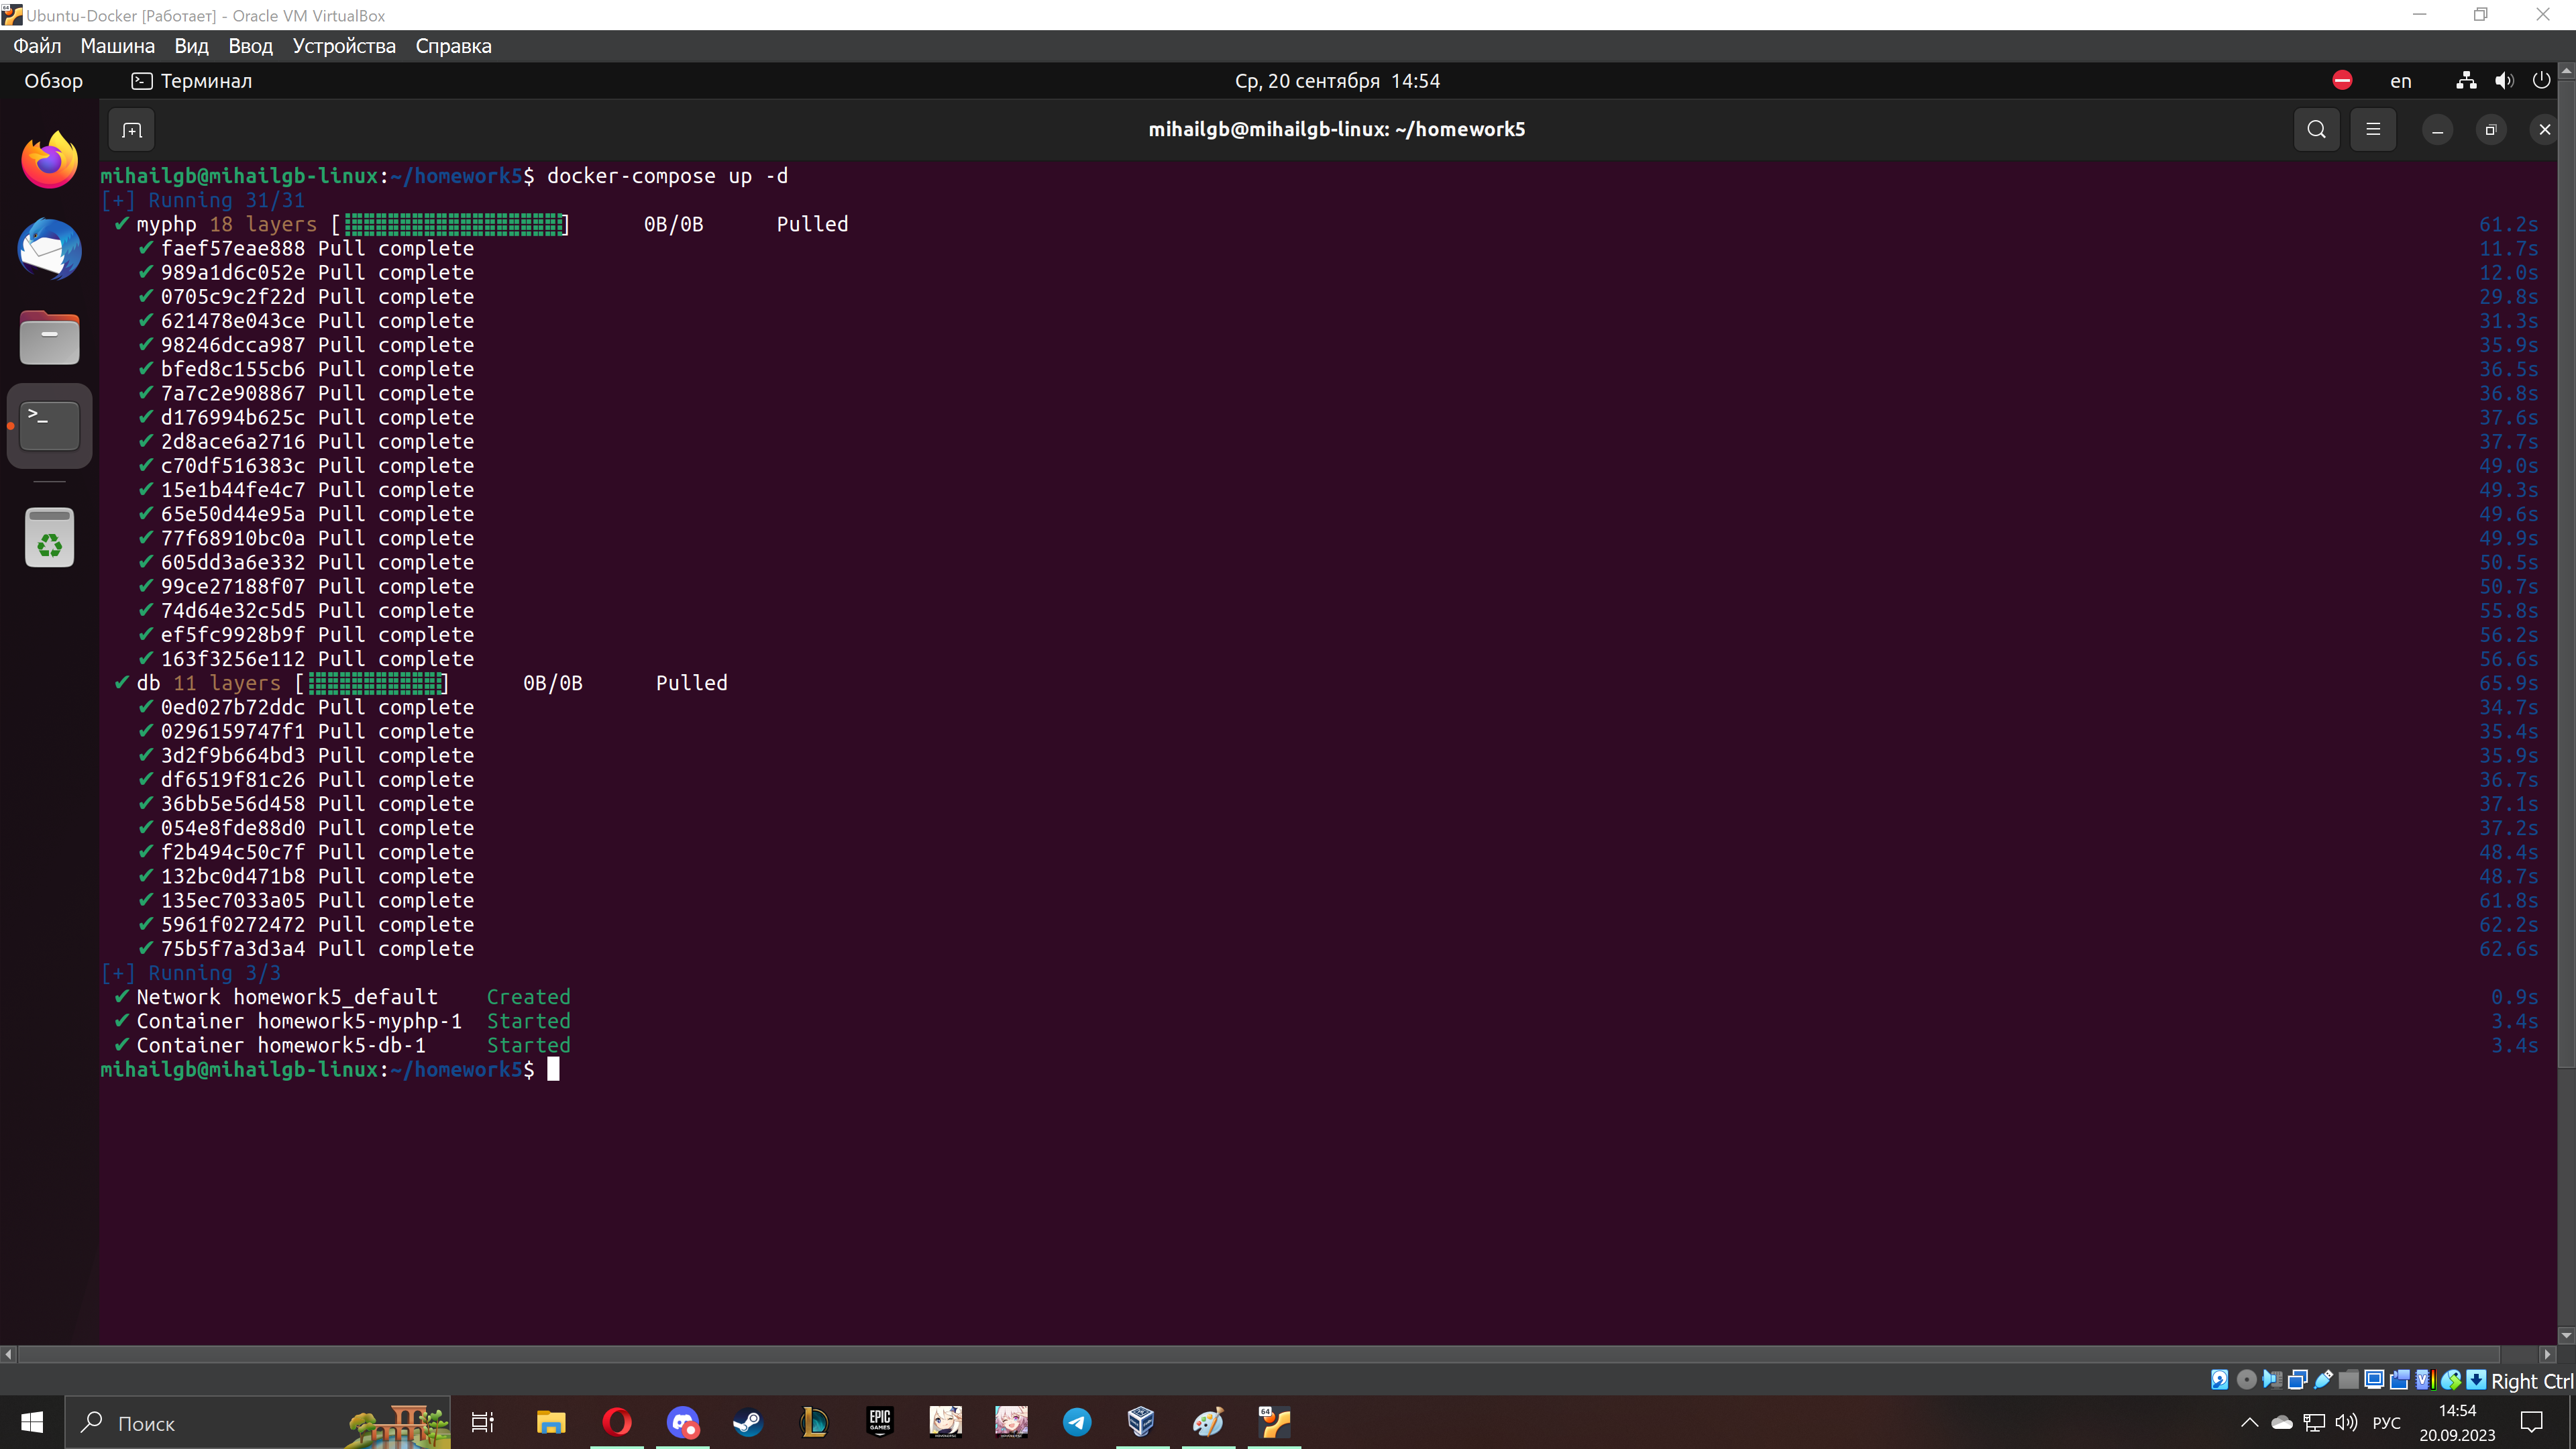 Ubuntu-Docker [Работает] - Oracle VM VirtualBox
Файл Машина Вид Ввод Устройства Справка
Обзор Терминал Ср, 20 сентября 14:54 en
mihailgb@mihailgb-linux: ~/homework5
mihailgb@mihailgb-linux:~/homework5$ docker-compose up -d
[+] Running 31/31
✔ myphp 18 layers [⣿⣿⣿⣿⣿⣿⣿⣿⣿⣿⣿⣿⣿⣿⣿⣿⣿⣿] 0B/0B Pulled 61.2s
✔ faef57eae888 Pull complete 11.7s
✔ 989a1d6c052e Pull complete 12.0s
✔ 0705c9c2f22d Pull complete 29.8s
✔ 621478e043ce Pull complete 31.3s
✔ 98246dcca987 Pull complete 35.9s
✔ bfed8c155cb6 Pull complete 36.5s
✔ 7a7c2e908867 Pull complete 36.8s
✔ d176994b625c Pull complete 37.6s
✔ 2d8ace6a2716 Pull complete 37.7s
✔ c70df516383c Pull complete 49.0s
✔ 15e1b44fe4c7 Pull complete 49.3s
✔ 65e50d44e95a Pull complete 49.6s
✔ 77f68910bc0a Pull complete 49.9s
✔ 605dd3a6e332 Pull complete 50.5s
✔ 99ce27188f07 Pull complete 50.7s
✔ 74d64e32c5d5 Pull complete 55.8s
✔ ef5fc9928b9f Pull complete 56.2s
✔ 163f3256e112 Pull complete 56.6s
✔ db 11 layers [⣿⣿⣿⣿⣿⣿⣿⣿⣿⣿⣿] 0B/0B Pulled 65.9s
✔ 0ed027b72ddc Pull complete 34.7s
✔ 0296159747f1 Pull complete 35.4s
✔ 3d2f9b664bd3 Pull complete 35.9s
✔ df6519f81c26 Pull complete 36.7s
✔ 36bb5e56d458 Pull complete 37.1s
✔ 054e8fde88d0 Pull complete 37.2s
✔ f2b494c50c7f Pull complete 48.4s
✔ 132bc0d471b8 Pull complete 48.7s
✔ 135ec7033a05 Pull complete 61.8s
✔ 5961f0272472 Pull complete 62.2s
✔ 75b5f7a3d3a4 Pull complete 62.6s
[+] Running 3/3
✔ Network homework5_default Created 0.9s
✔ Container homework5-myphp-1 Started 3.4s
✔ Container homework5-db-1 Started 3.4s
mihailgb@mihailgb-linux:~/homework5$
Right Ctrl
Поиск EPIC GAMES 64 РУС 14:54
20.09.2023